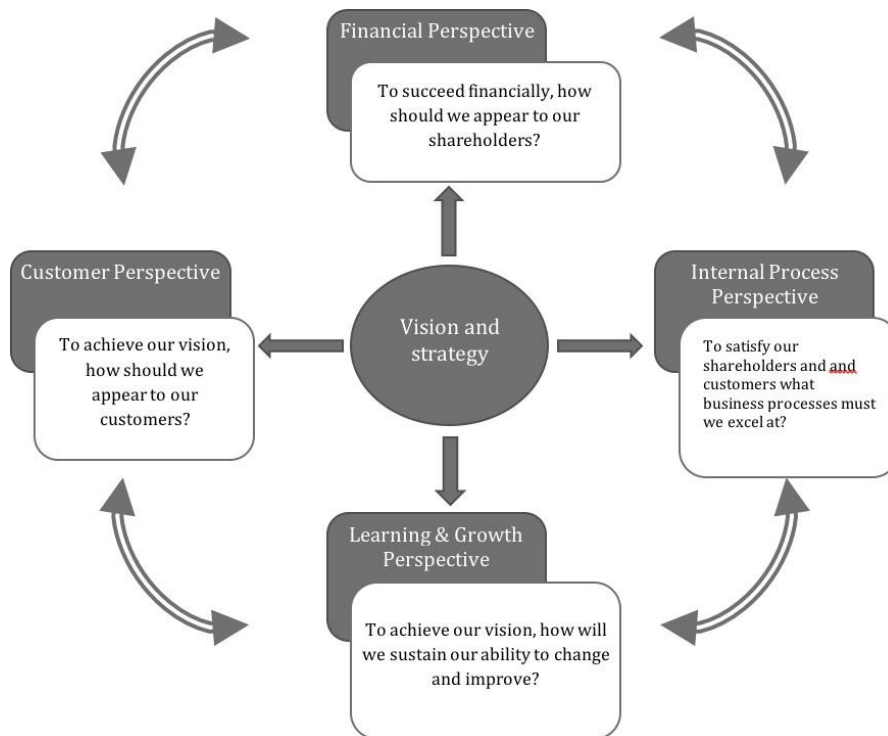 Financial Perspective
To succeed financially, how
should we appear to our
shareholders?
Customer Perspective
To achieve our vision,
how should we
appear to our
customers?
Vision and
strategy
Internal Process
Perspective
To satisfy our
shareholders and and
customers what
business processes must
we excel at?
Learning & Growth
Perspective
To achieve our vision, how will
we sustain our ability to change
and improve?